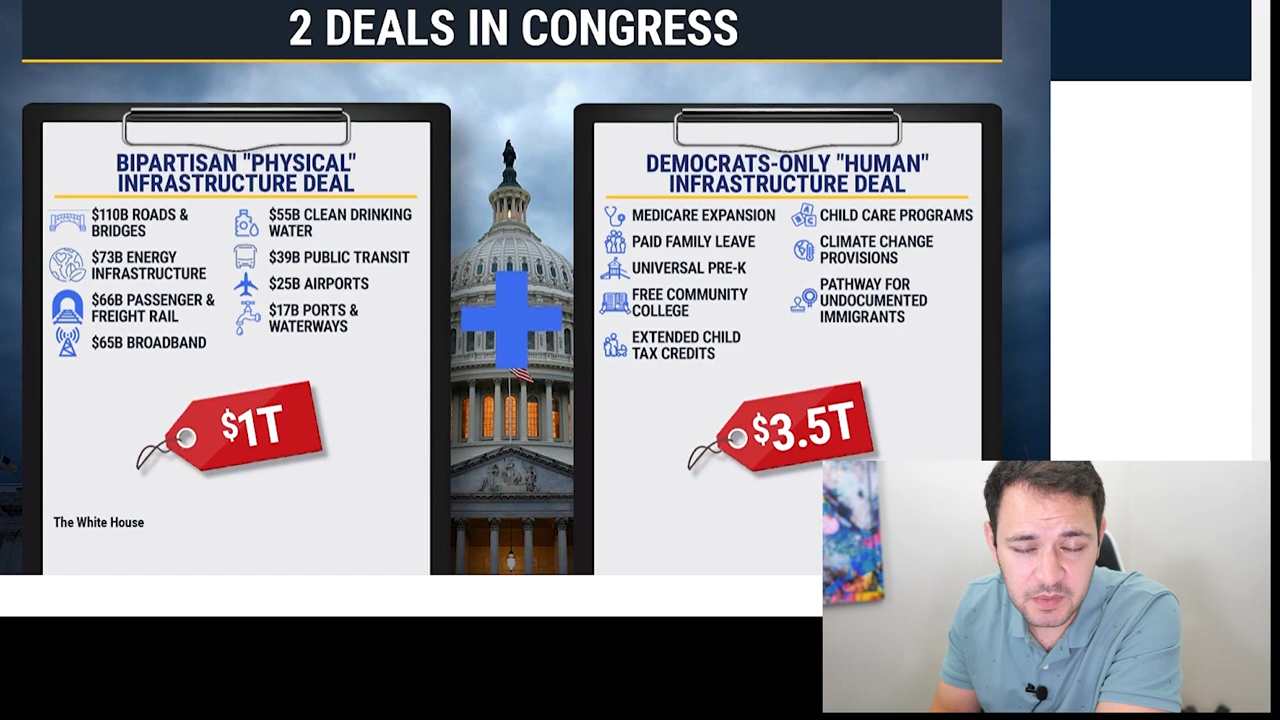 2 DEALS IN CONGRESS
BIPARTISAN "PHYSICAL"
INFRASTRUCTURE DEAL
$110B ROADS &
BRIDGES
$73B ENERGY
INFRASTRUCTURE
$66B PASSENGER &
FREIGHT RAIL
$65B BROADBAND
$55B CLEAN DRINKING
WATER
$39B PUBLIC TRANSIT
$25B AIRPORTS
$17B PORTS &
WATERWAYS
$1T
The White House
DEMOCRATS-ONLY "HUMAN"
INFRASTRUCTURE DEAL
MEDICARE EXPANSION
PAID FAMILY LEAVE
UNIVERSAL PRE-K
FREE COMMUNITY
COLLEGE
EXTENDED CHILD
TAX CREDITS
CHILD CARE PROGRAMS
CLIMATE CHANGE
PROVISIONS
PATHWAY FOR
UNDOCUMENTED
IMMIGRANTS
$3.5T